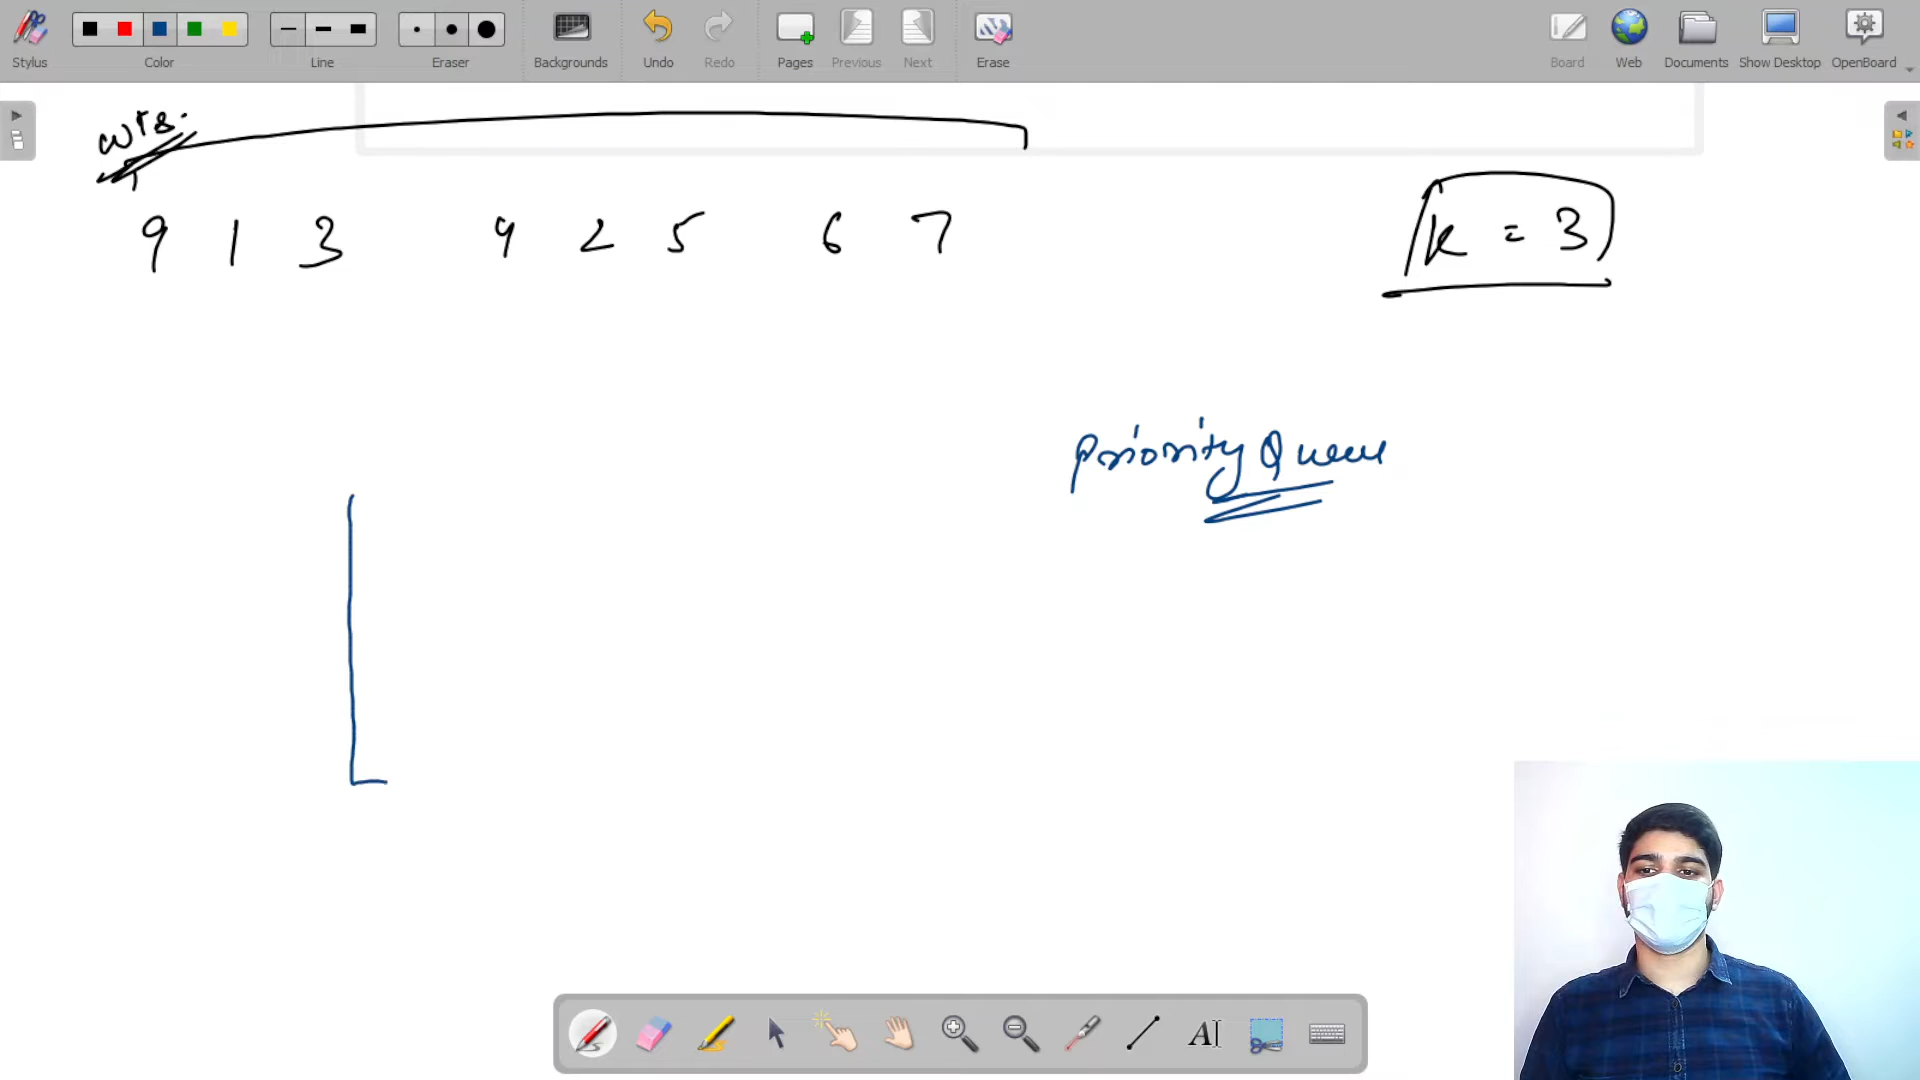 Stylus
Color
Line
Eraser
Backgrounds
Undo
Redo
Pages
Previous
Next
Erase
Board
Web
Documents
Show Desktop
OpenBoard
wts.
9 1 3 4 2 5 6 7
k = 3
Priority Queue